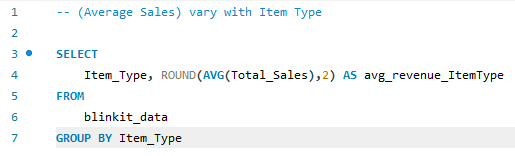 1 -- (Average Sales) vary with Item Type
2
3 SELECT
4 Item_Type, ROUND(AVG(Total_Sales),2) AS avg_revenue_ItemType
5 FROM
6 blinkit_data
7 GROUP BY Item_Type